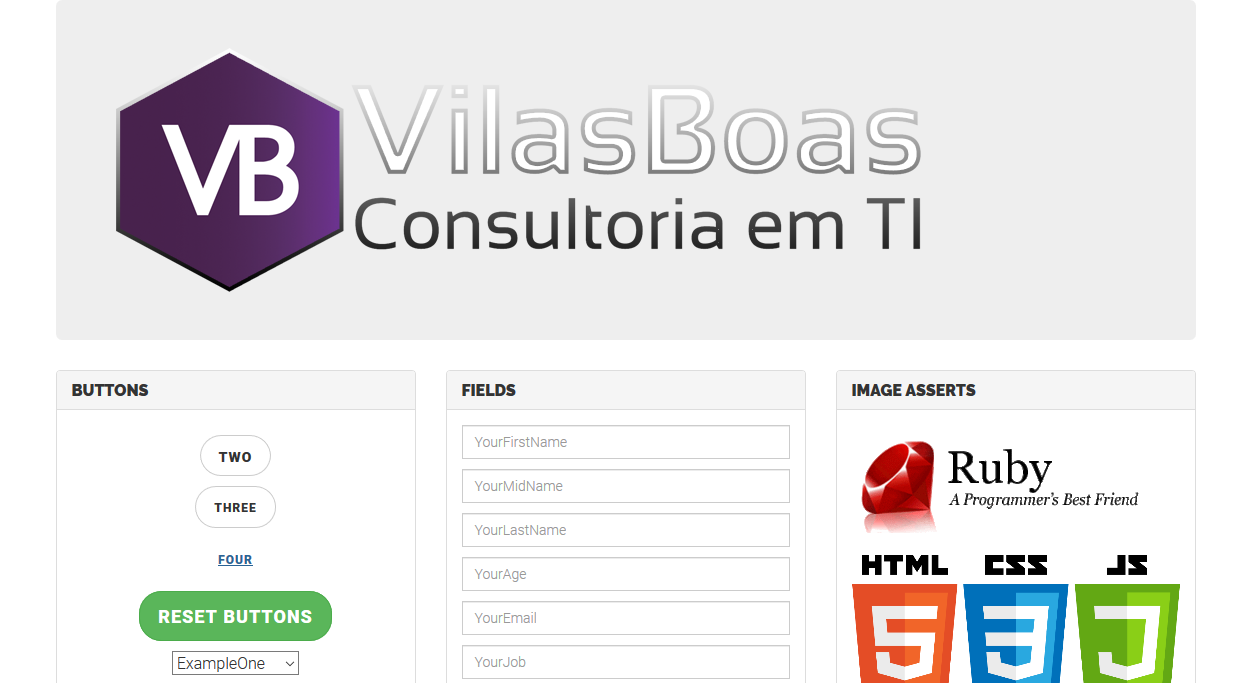 VB
VilasBoas
Consultoria em TI
BUTTONS
TWO
THREE
FOUR
RESET BUTTONS
ExampleOne
FIELDS
YourFirstName
YourMidName
YourLastName
YourAge
YourEmail
YourJob
IMAGE ASSERTS
Ruby
A Programmer's Best Friend
HTML CSS JS
5 3 J